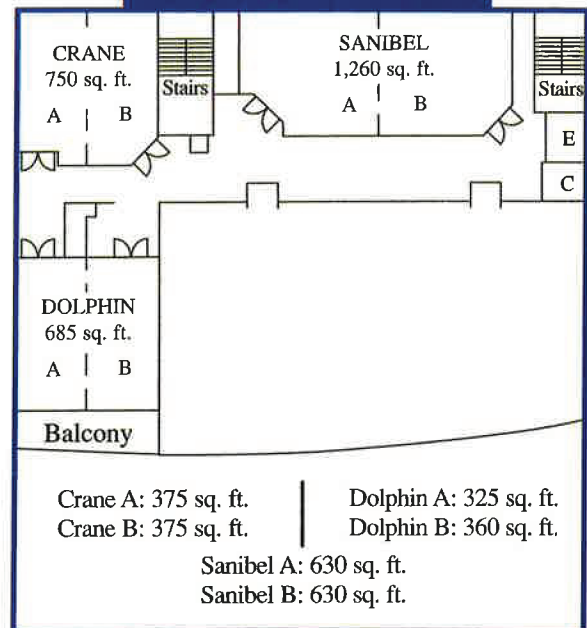 CRANE
750 sq. ft.
A B
Stairs
SANIBEL
1,260 sq. ft.
A B
Stairs
E
C
DOLPHIN
685 sq. ft.
A B
Balcony
Crane A: 375 sq. ft.
Crane B: 375 sq. ft.
Dolphin A: 325 sq. ft.
Dolphin B: 360 sq. ft.
Sanibel A: 630 sq. ft.
Sanibel B: 630 sq. ft.